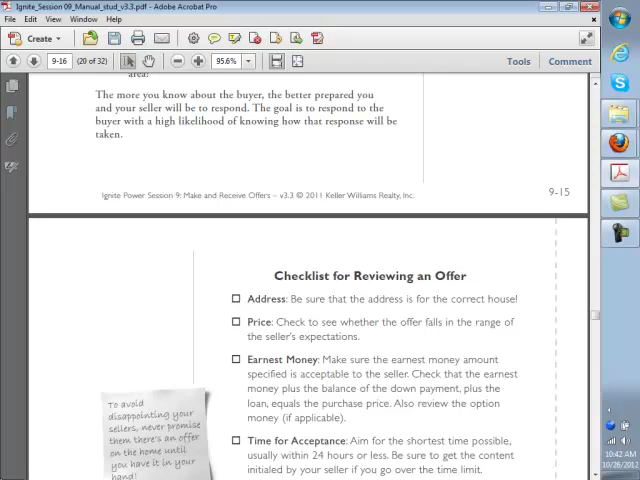 Ignite_Session 09_Manual_stud_v3.3.pdf - Adobe Acrobat Pro
File Edit View Window Help
Create
9-16 (20 of 32) 95.6% Tools Comment
area?
The more you know about the buyer, the better prepared you
and your seller will be to respond. The goal is to respond to the
buyer with a high likelihood of knowing how that response will be
taken.
Ignite Power Session 9: Make and Receive Offers – v3.3 © 2011 Keller Williams Realty, Inc.
9-15
Checklist for Reviewing an Offer
Address: Be sure that the address is for the correct house!
Price: Check to see whether the offer falls in the range of
the seller's expectations.
Earnest Money: Make sure the earnest money amount
specified is acceptable to the seller. Check that the earnest
money plus the balance of the down payment, plus the
loan, equals the purchase price. Also review the option
money (if applicable).
Time for Acceptance: Aim for the shortest time possible,
usually within 24 hours or less. Be sure to get the content
initialed by your seller if you go over the time limit.
To avoid
disappointing your
sellers, never promise
them there's an offer
on the home until
you have it in your
hand!
10:42 AM
10/26/2012